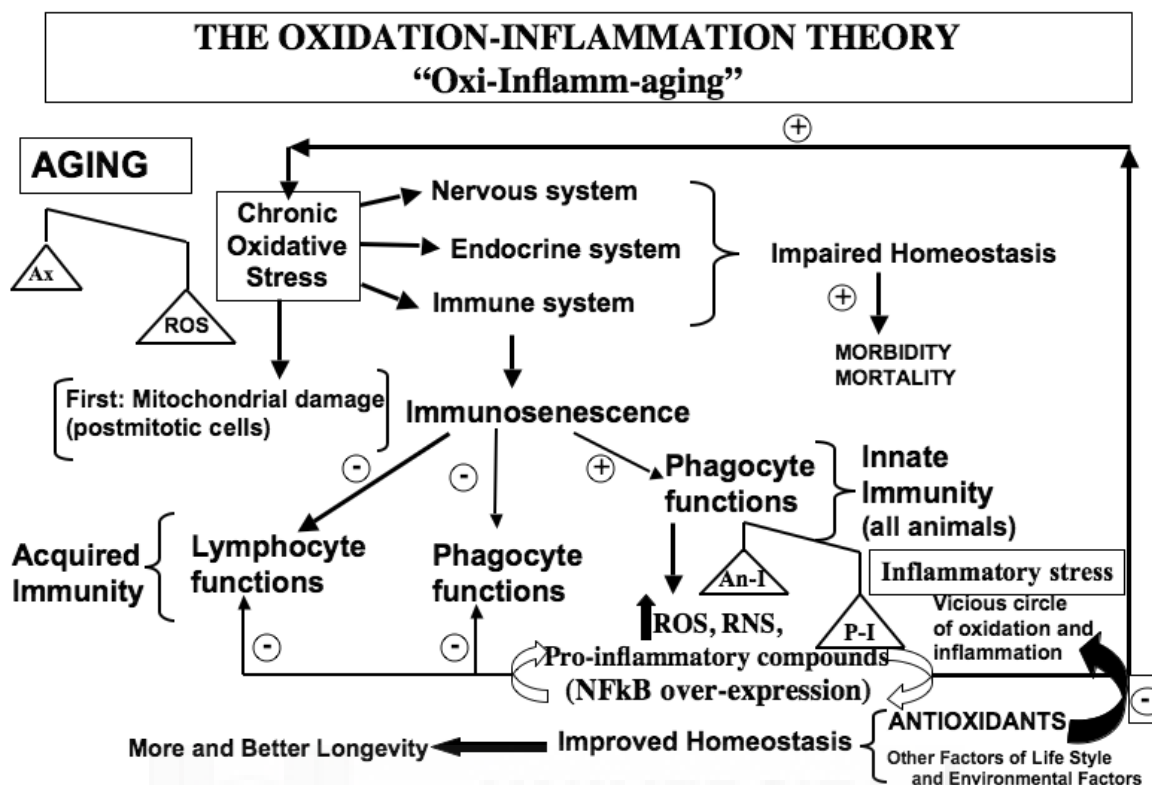 THE OXIDATION-INFLAMMATION THEORY
“Oxi-Inflamm-aging”
+
AGING
Ax
ROS
Chronic
Oxidative
Stress
Nervous system
Endocrine system
Immune system
Impaired Homeostasis
+
MORBIDITY
MORTALITY
First: Mitochondrial damage
(postmitotic cells)
Immunosenescence
-
-
+
Phagocyte
functions
Innate
Immunity
(all animals)
Acquired
Immunity
Lymphocyte
functions
Phagocyte
functions
An-I
P-I
Inflammatory stress
Vicious circle
of oxidation and
inflammation
ROS, RNS,
Pro-inflammatory compounds
(NFkB over-expression)
-
-
-
ANTIOXIDANTS
Other Factors of Life Style
and Environmental Factors
Improved Homeostasis
More and Better Longevity